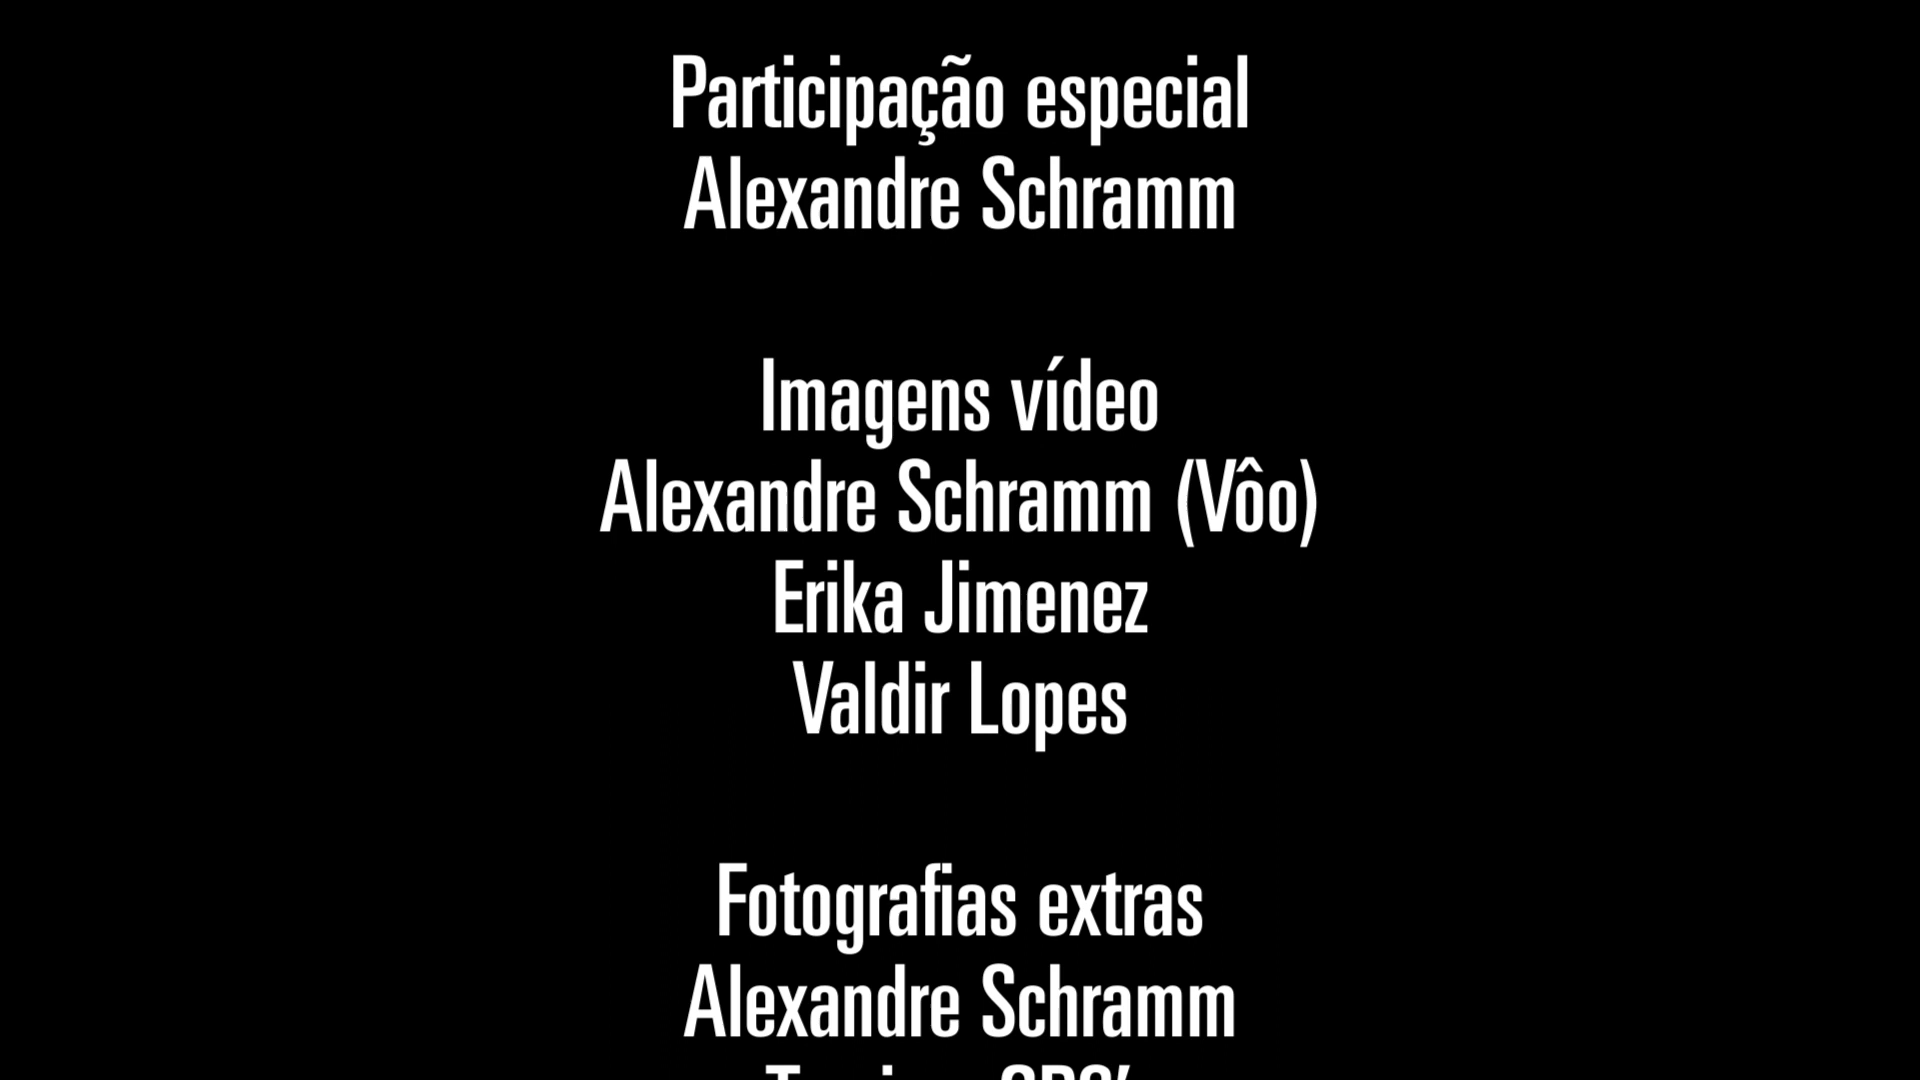 Participação especial
Alexandre Schramm
Imagens vídeo
Alexandre Schramm (Vôo)
Erika Jimenez
Valdir Lopes
Fotografias extras
Alexandre Schramm